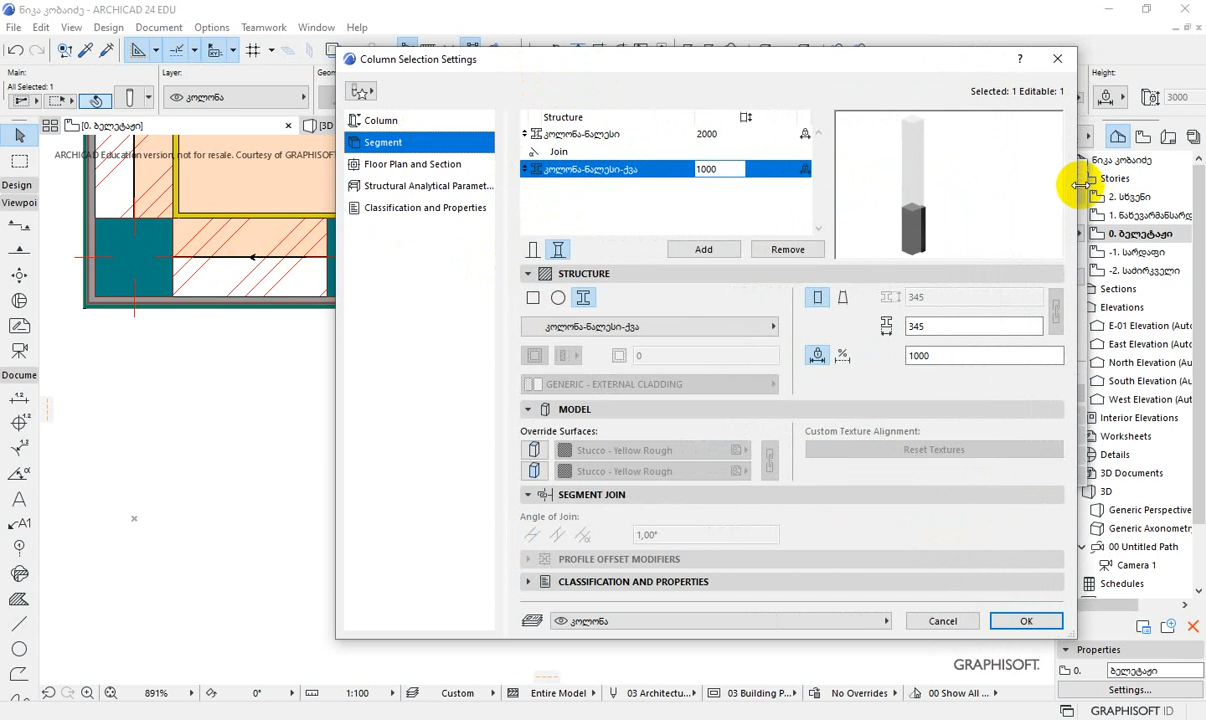 ნიკა კობაიძე - ARCHICAD 24 EDU
File Edit View Design Document Options Teamwork Window Help
Main:
All Selected: 1
Layer:
კოლონა
Geom
Height:
3000
[0. ბელეტაჟი]
[3D
ARCHICAD Education version, not for resale. Courtesy of GRAPHISOFT
Design
Viewpoi
Docume
Column Selection Settings
?
Selected: 1 Editable: 1
Column
Segment
Floor Plan and Section
Structural Analytical Paramet...
Classification and Properties
Structure
კოლონა-ნალესი 2000
Join
კოლონა-ნალესი-ქვა 1000
Add Remove
STRUCTURE
კოლონა-ნალესი-ქვა
345
345
0
1000
GENERIC - EXTERNAL CLADDING
MODEL
Override Surfaces:
Custom Texture Alignment:
Stucco - Yellow Rough
Reset Textures
Stucco - Yellow Rough
SEGMENT JOIN
Angle of Join:
1,00°
PROFILE OFFSET MODIFIERS
CLASSIFICATION AND PROPERTIES
კოლონა
Cancel OK
ნიკა კობაიძე
Stories
2. სხვენი
1. ნახევარმანსარდ
0. ბელეტაჟი
-1. სარდაფი
-2. საძირკველი
Sections
Elevations
E-01 Elevation (Auto
East Elevation (Auto
North Elevation (Au
South Elevation (Au
West Elevation (Aut
Interior Elevations
Worksheets
Details
3D Documents
3D
Generic Perspective
Generic Axonometr
00 Untitled Path
Camera 1
Schedules
Properties
0. ბელეტაჟი
Settings...
GRAPHISOFT.
891% 0° 1:100 Custom Entire Model 03 Architectu... 03 Building P... No Overrides 00 Show All ...
GRAPHISOFT ID